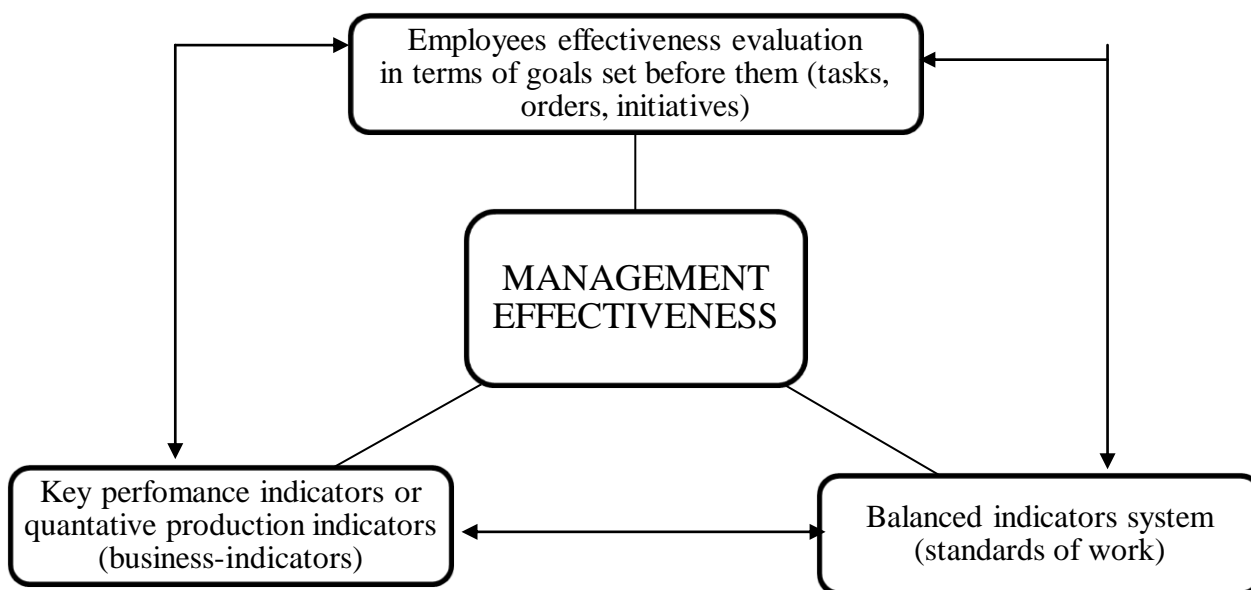 Employees effectiveness evaluation
in terms of goals set before them (tasks,
orders, initiatives)
MANAGEMENT
EFFECTIVENESS
Key perfomance indicators or
quantative production indicators
(business-indicators)
Balanced indicators system
(standards of work)